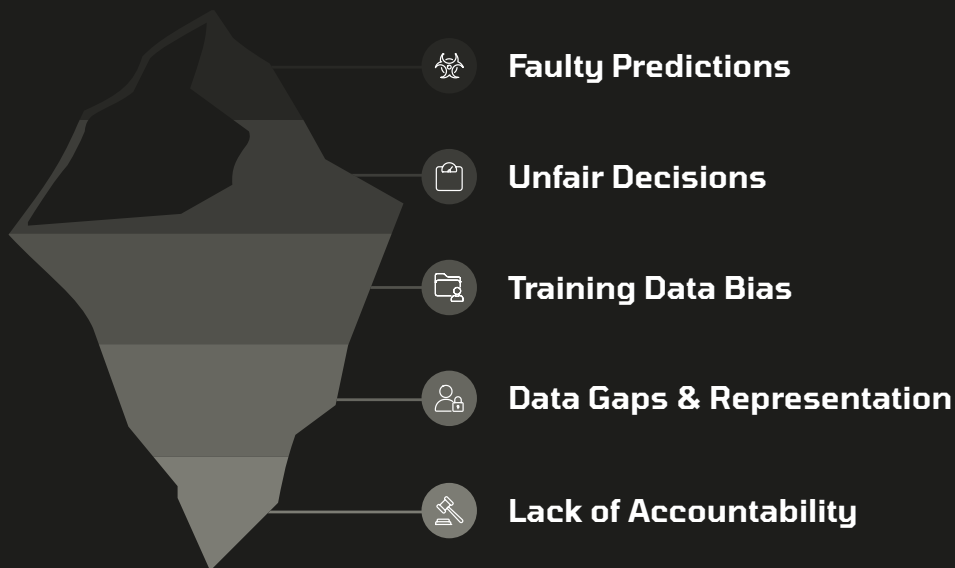 Faulty Predictions
Unfair Decisions
Training Data Bias
Data Gaps & Representation
Lack of Accountability